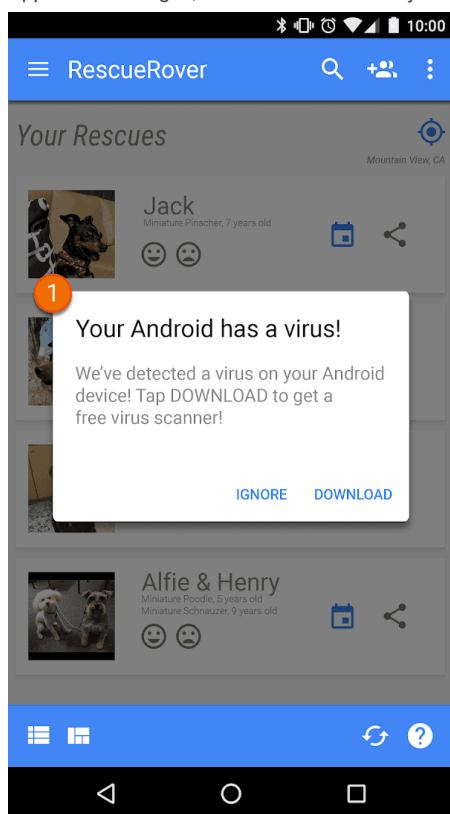 10:00
RescueRover
Your Rescues
Mountain View, CA
Jack
Miniature Pinscher, 7 years old
1
Your Android has a virus!
We've detected a virus on your Android
device! Tap DOWNLOAD to get a
free virus scanner!
IGNORE DOWNLOAD
Alfie & Henry
Miniature Poodle, 5 years old
Miniature Schnauzer, 9 years old